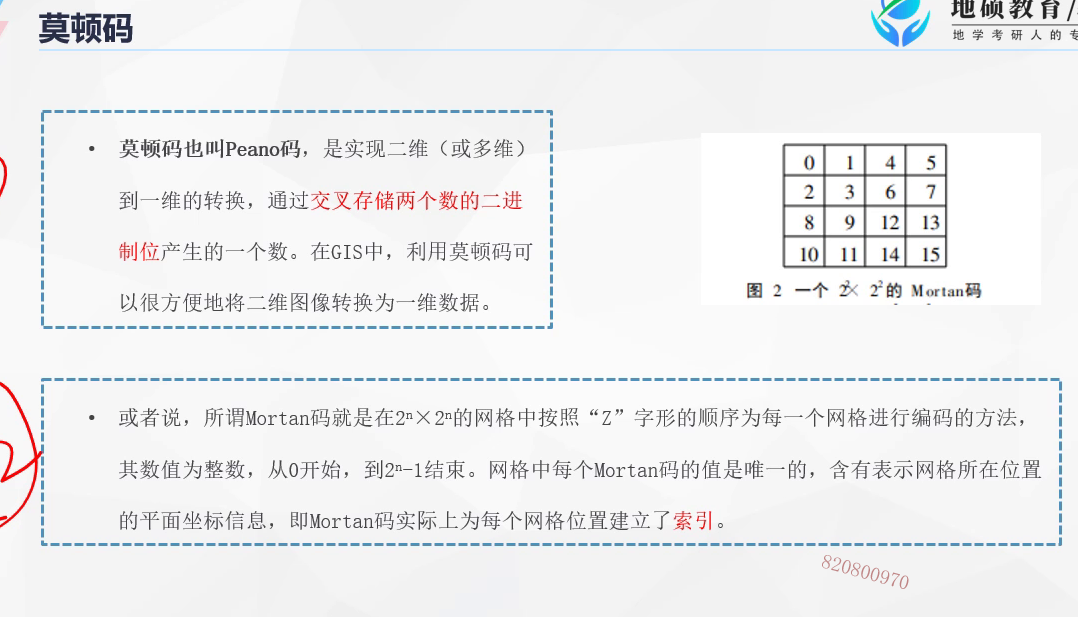 莫顿码
地硕教育/
地学考研人的专
莫顿码也叫Peano码，是实现二维（或多维）
到一维的转换，通过交叉存储两个数的二进
制位产生的一个数。在GIS中，利用莫顿码可
以很方便地将二维图像转换为一维数据。
0 1 4 5
2 3 6 7
8 9 12 13
10 11 14 15
图 2 一个 2²× 2²的 Mortan码
或者说，所谓Mortan码就是在2ⁿ×2ⁿ的网格中按照“Z”字形的顺序为每一个网格进行编码的方法，
其数值为整数，从0开始，到2ⁿ-1结束。网格中每个Mortan码的值是唯一的，含有表示网格所在位置
的平面坐标信息，即Mortan码实际上为每个网格位置建立了索引。
820800970